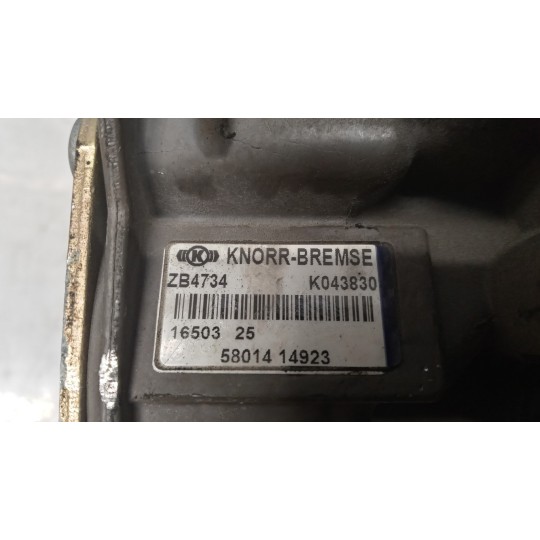 K KNORR-BREMSE
ZB4734 K043830
16503 25
58014 14923